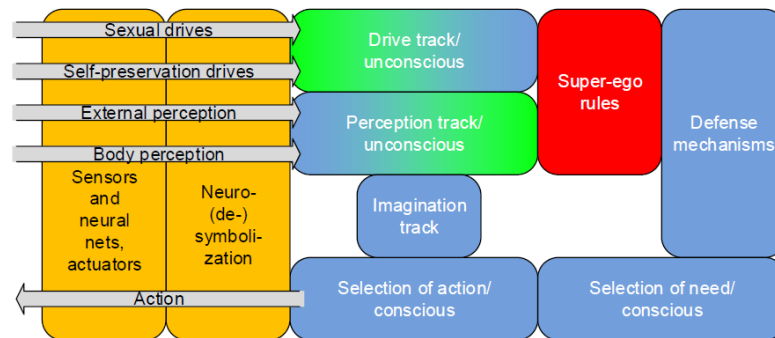 Sexual drives
Self-preservation drives
External perception
Body perception
Sensors
and
neural
nets,
actuators
Neuro-
(de-)
symboli-
zation
Action
Drive track/
unconscious
Perception track/
unconscious
Imagination
track
Selection of action/
conscious
Super-ego
rules
Defense
mechanisms
Selection of need/
conscious